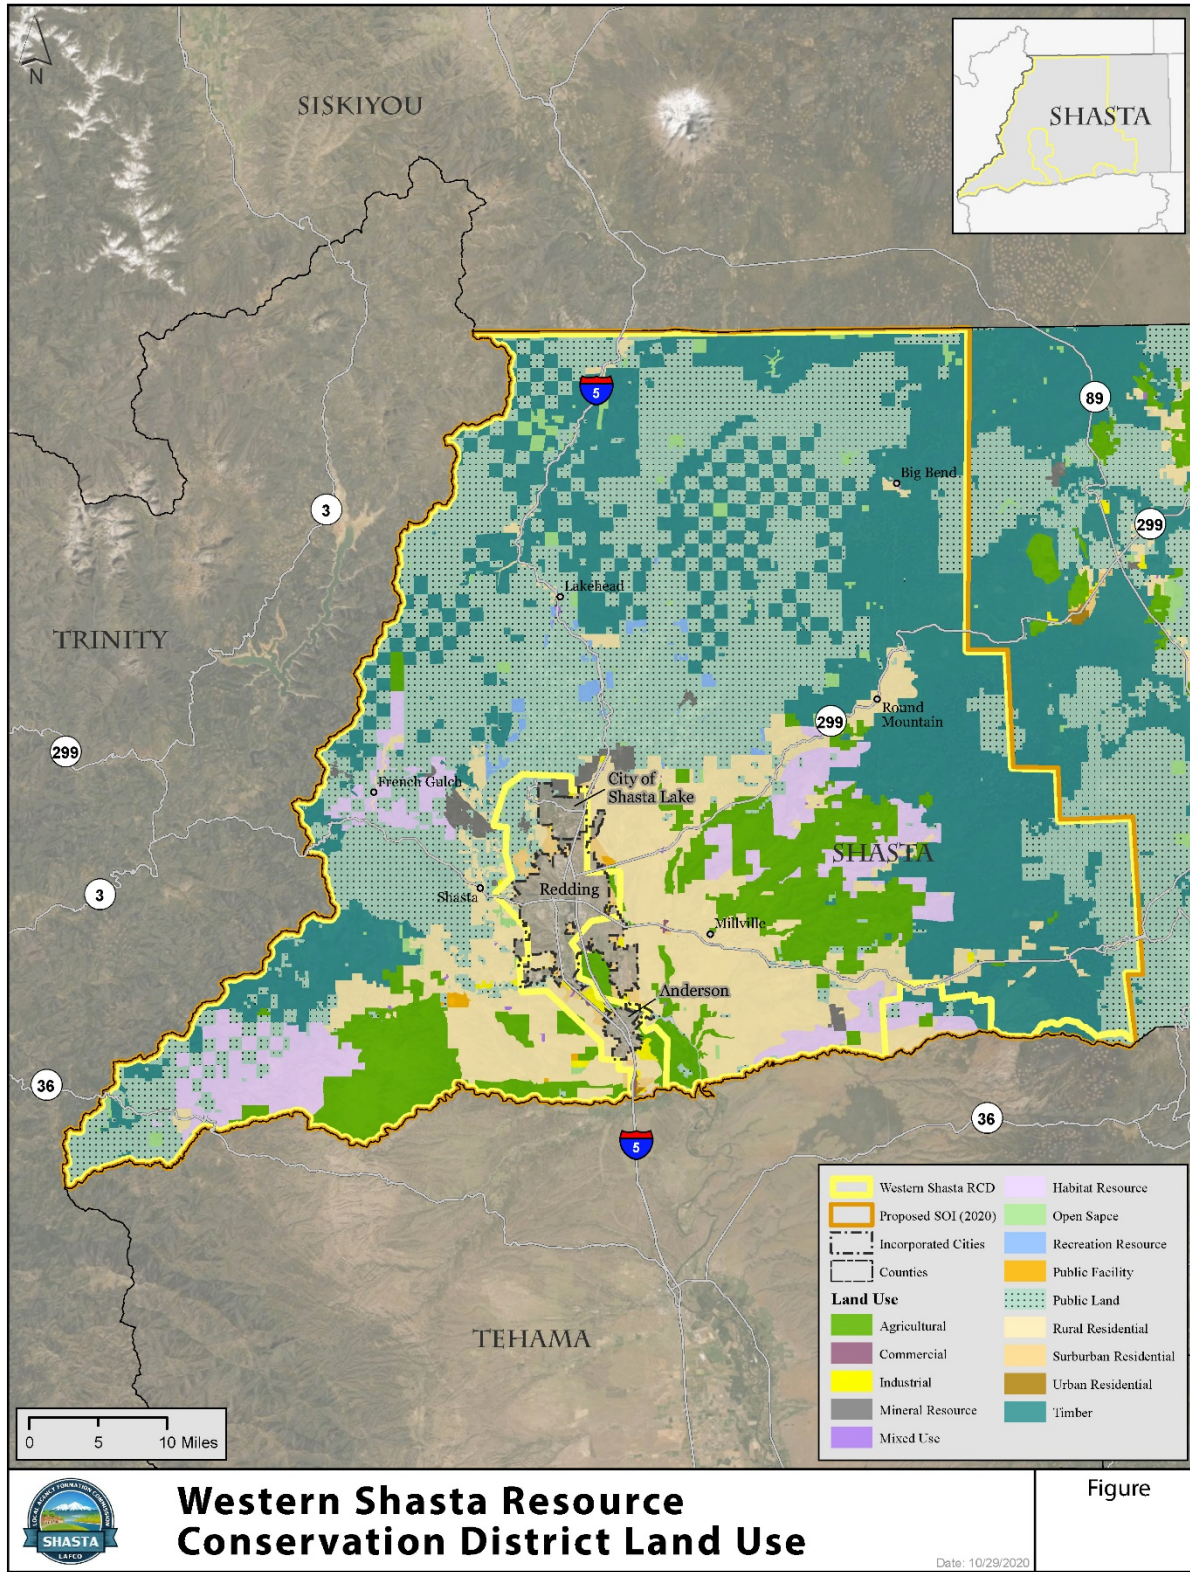 N
SISKIYOU
SHASTA
5
89
Big Bend
3
299
Lakehead
TRINITY
Round
Mountain
299
299
French Gulch
City of
Shasta Lake
SHASTA
3
Shasta
Redding
Millville
Anderson
36
36
5
TEHAMA
Western Shasta RCD
Proposed SOI (2020)
Incorporated Cities
Counties
Land Use
Agricultural
Commercial
Industrial
Mineral Resource
Mixed Use
Habitat Resource
Open Sapce
Recreation Resource
Public Facility
Public Land
Rural Residential
Surburban Residential
Urban Residential
Timber
0 5 10 Miles
LOCAL AGENCY FORMATION COMMISSION
SHASTA
LAFCO
Western Shasta Resource
Conservation District Land Use
Date: 10/29/2020
Figure